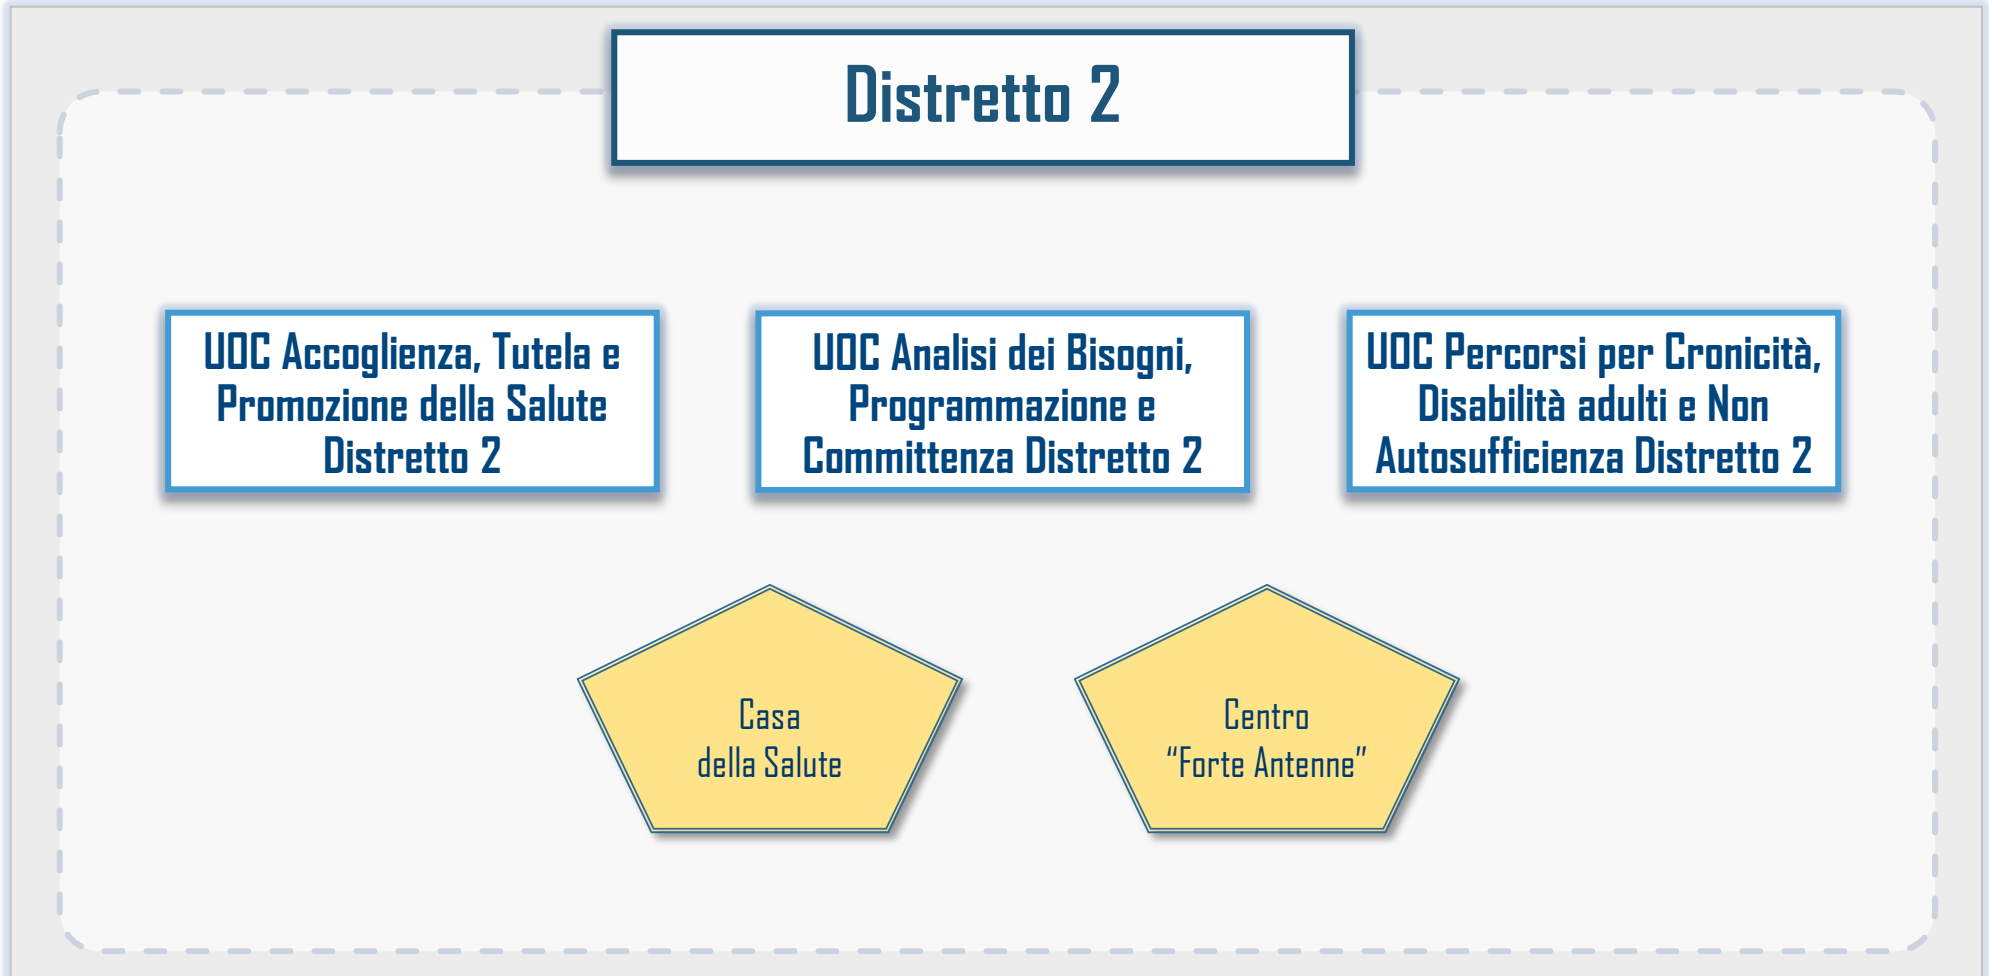 Distretto 2
UOC Accoglienza, Tutela e
Promozione della Salute
Distretto 2
UOC Analisi dei Bisogni,
Programmazione e
Committenza Distretto 2
UOC Percorsi per Cronicità,
Disabilità adulti e Non
Autosufficienza Distretto 2
Casa
della Salute
Centro
“Forte Antenne”